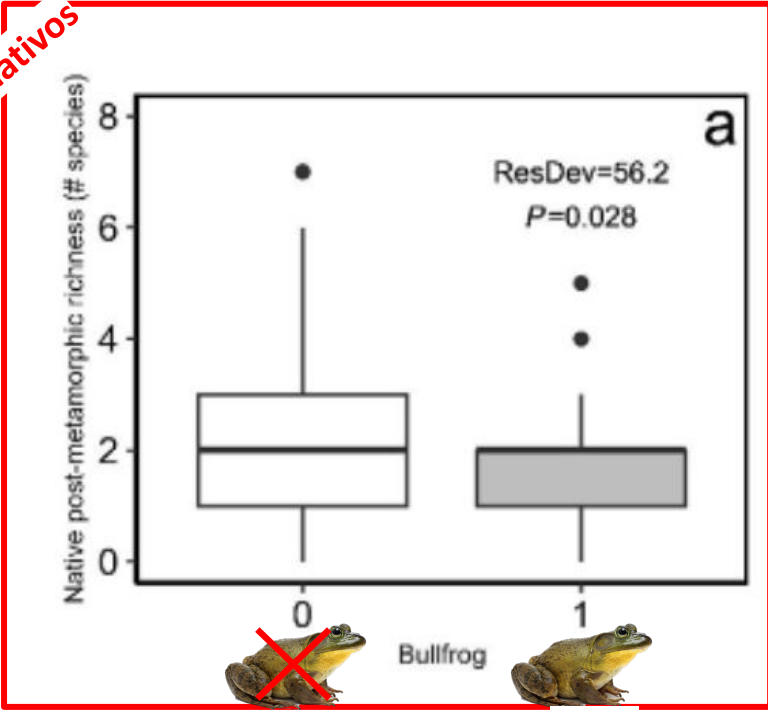 ativos
Native post-metamorphic richness (# species)
a
ResDev=56.2
P=0.028
8
6
4
2
0
0 1
Bullfrog